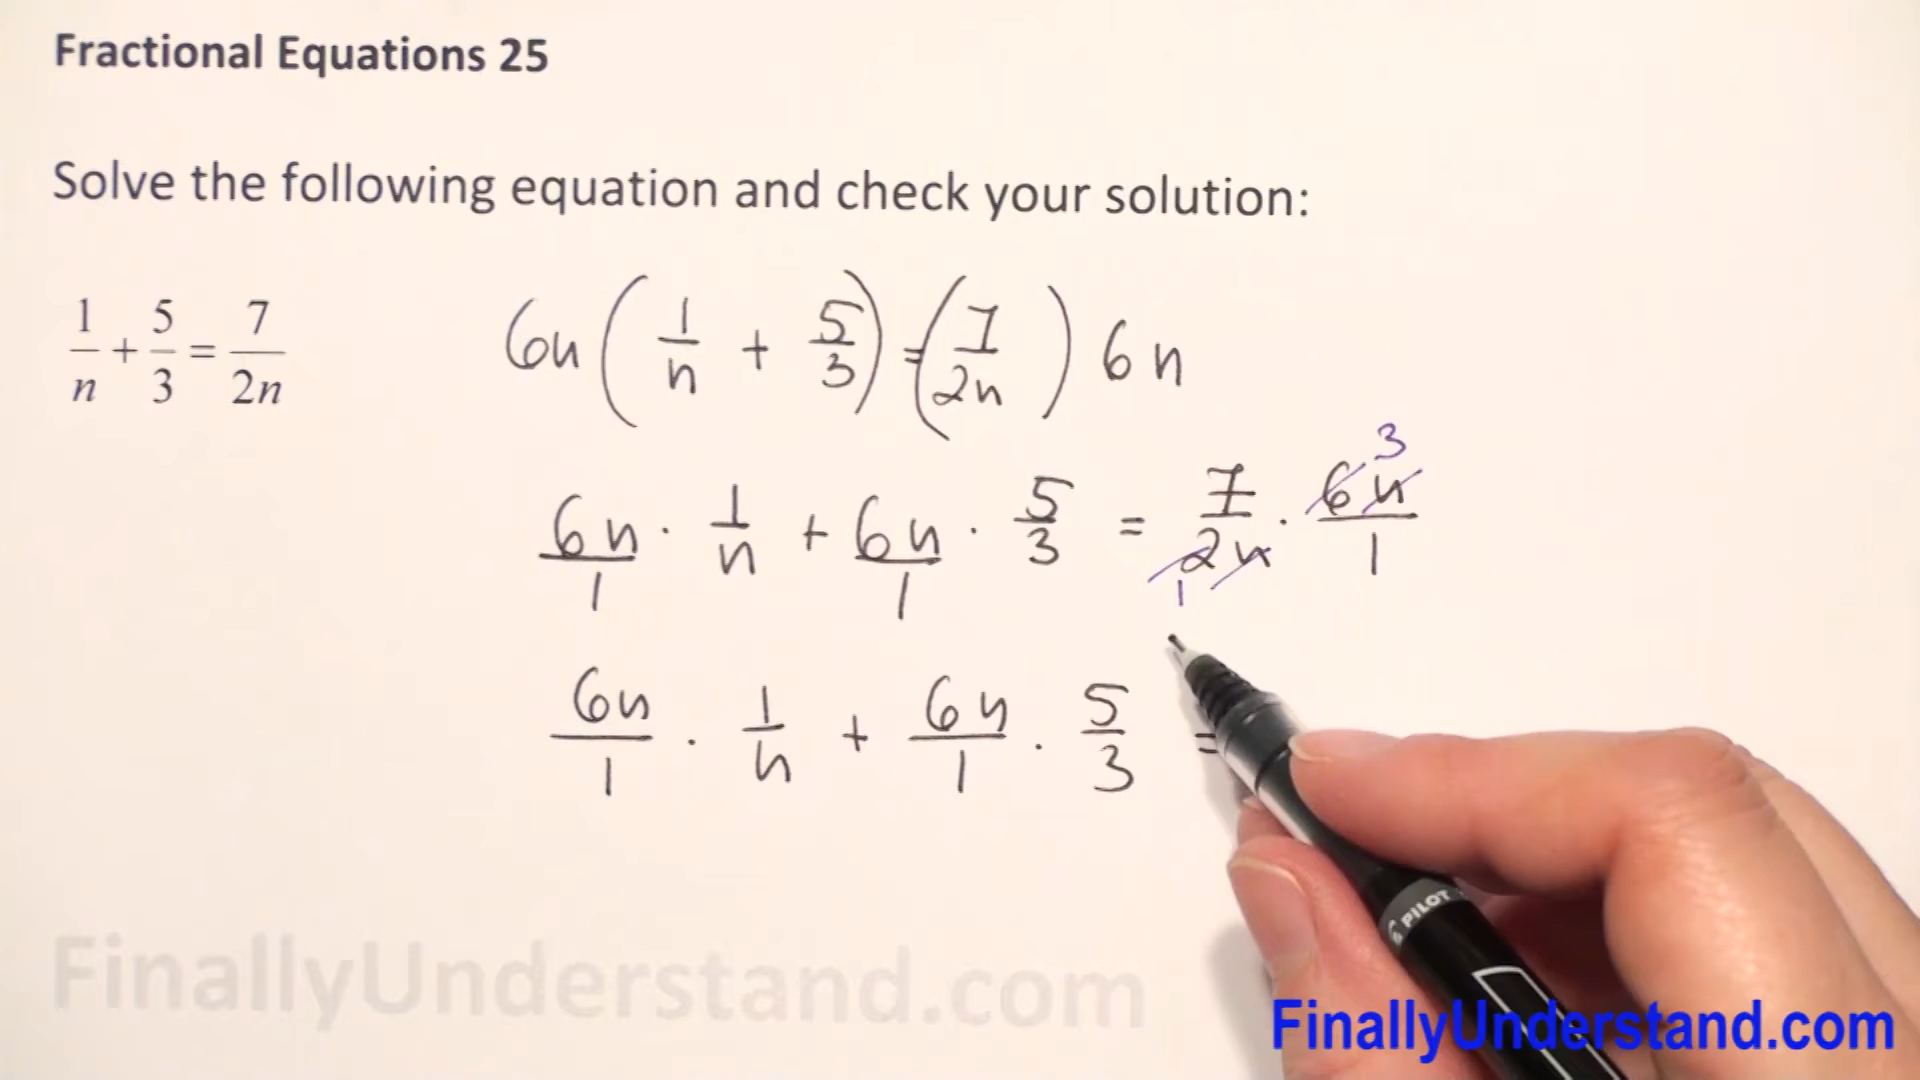 Fractional Equations 25
Solve the following equation and check your solution:
1/n + 5/3 = 7/2n
6n ( 1/n + 5/3 ) = ( 7/2n ) 6n
6n/1 · 1/n + 6n/1 · 5/3 = 7/2n · 6n/1
3
1
6n/1 · 1/n + 6n/1 · 5/3 =
PILOT
FinallyUnderstand.com
FinallyUnderstand.com